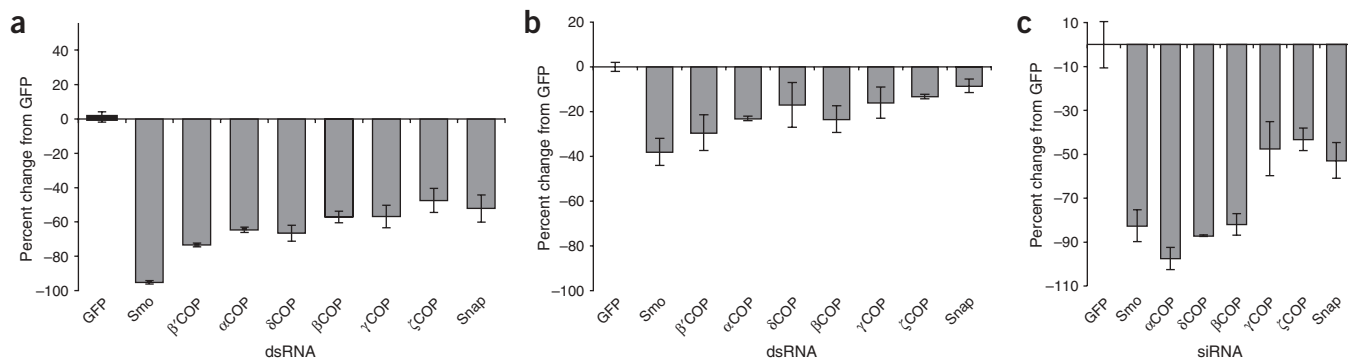 a
Percent change from GFP
40
20
0
−20
−40
−60
−80
−100
GFP
Smo
β′COP
αCOP
δCOP
βCOP
γCOP
ζCOP
Snap
dsRNA
b
Percent change from GFP
20
0
−20
−40
−60
−80
−100
GFP
Smo
β′COP
αCOP
δCOP
βCOP
γCOP
ζCOP
Snap
dsRNA
c
Percent change from GFP
10
−10
−30
−50
−70
−90
−110
GFP
Smo
αCOP
δCOP
βCOP
γCOP
ζCOP
Snap
siRNA